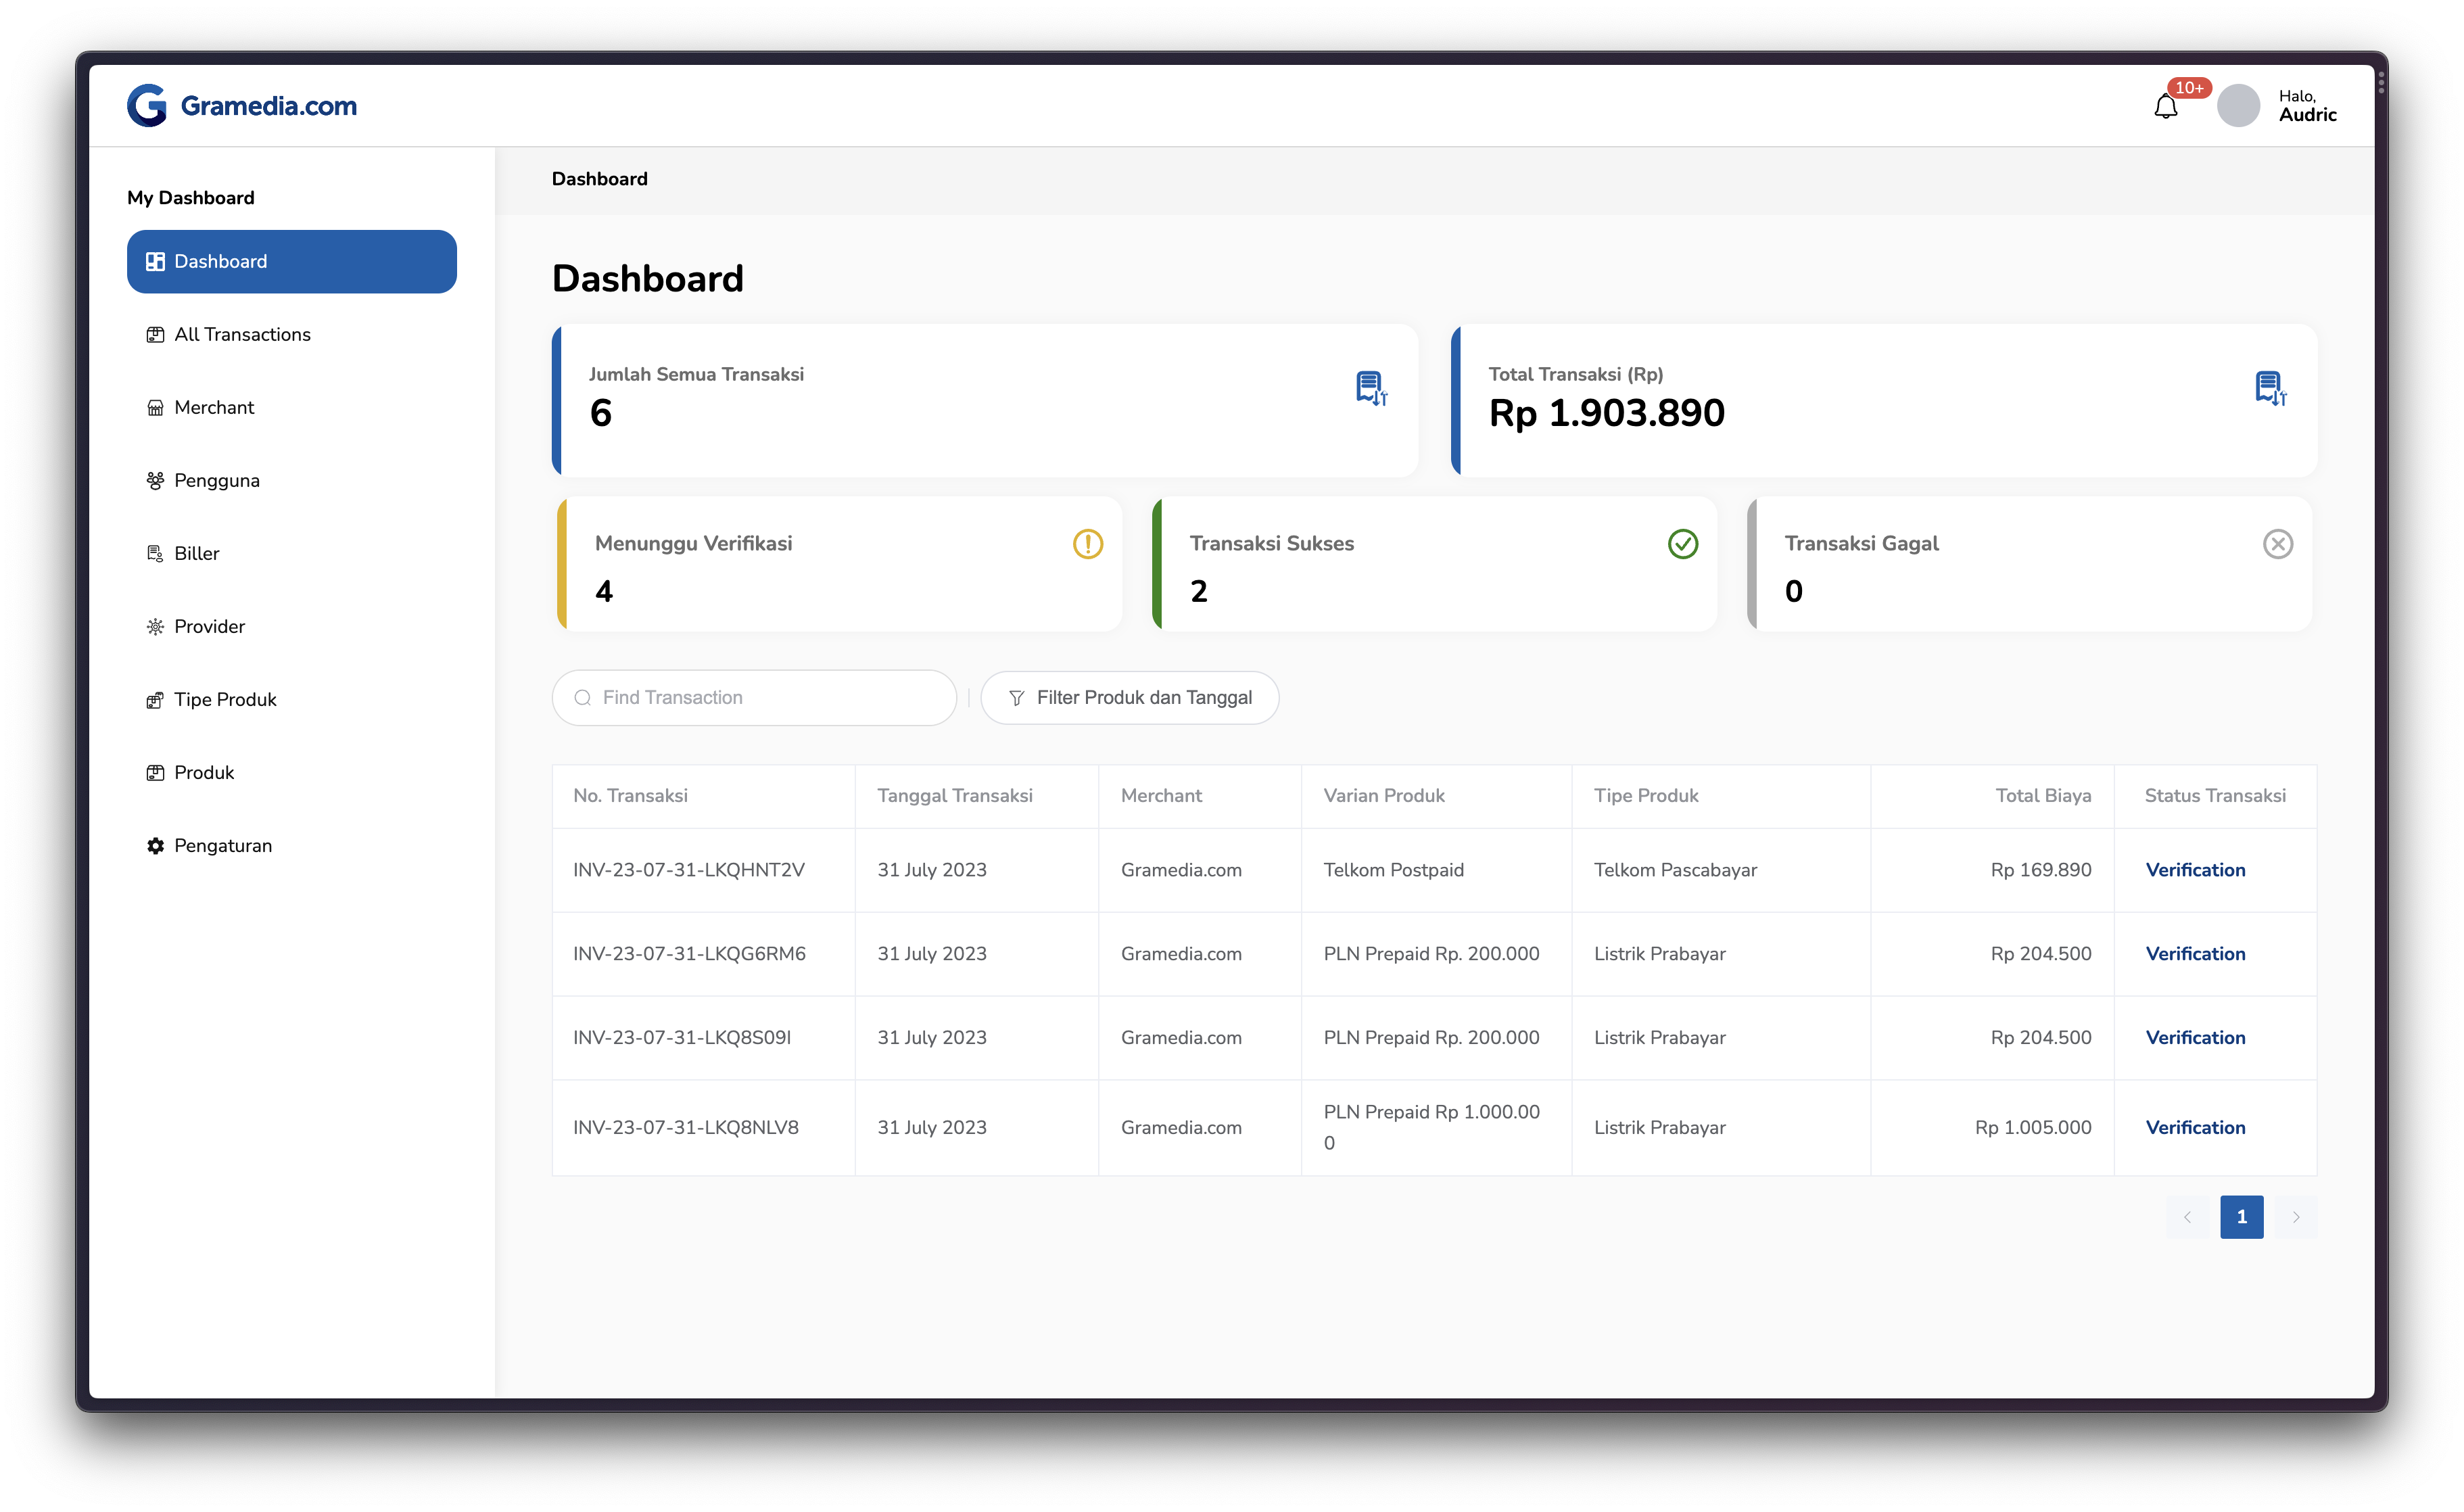 Gramedia.com
10+
Halo,
Audric
My Dashboard
Dashboard
All Transactions
Merchant
Pengguna
Biller
Provider
Tipe Produk
Produk
Pengaturan
Dashboard
Dashboard
Jumlah Semua Transaksi
6
Total Transaksi (Rp)
Rp 1.903.890
Menunggu Verifikasi
4
Transaksi Sukses
2
Transaksi Gagal
0
Find Transaction
Filter Produk dan Tanggal
No. Transaksi Tanggal Transaksi Merchant Varian Produk Tipe Produk Total Biaya Status Transaksi
INV-23-07-31-LKQHNT2V 31 July 2023 Gramedia.com Telkom Postpaid Telkom Pascabayar Rp 169.890 Verification
INV-23-07-31-LKQG6RM6 31 July 2023 Gramedia.com PLN Prepaid Rp. 200.000 Listrik Prabayar Rp 204.500 Verification
INV-23-07-31-LKQ8S09I 31 July 2023 Gramedia.com PLN Prepaid Rp. 200.000 Listrik Prabayar Rp 204.500 Verification
INV-23-07-31-LKQ8NLV8 31 July 2023 Gramedia.com PLN Prepaid Rp 1.000.00 Listrik Prabayar Rp 1.005.000 Verification
0
1